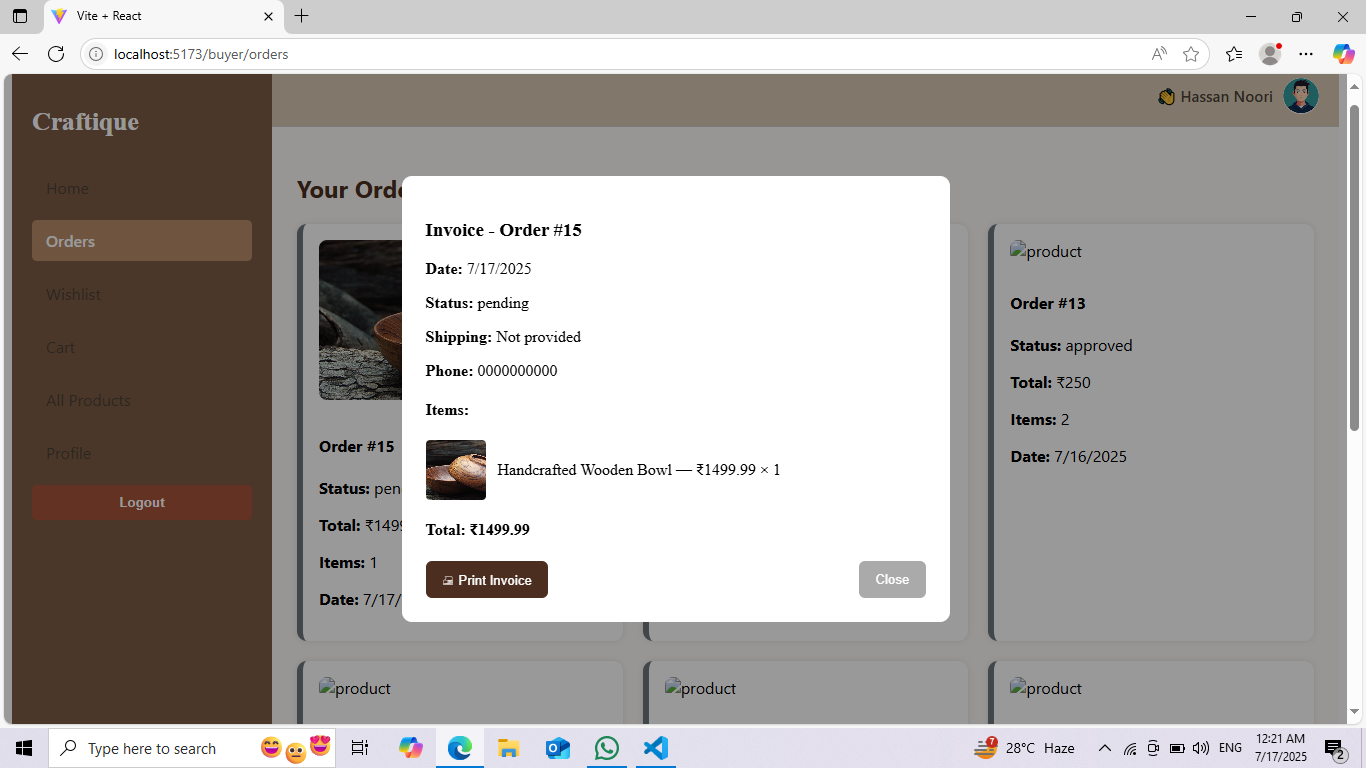 Vite + React
localhost:5173/buyer/orders
Craftique
Hassan Noori
Home
Orders
Wishlist
Cart
All Products
Profile
Logout
Your Orde
Order #15
Status: pen
Total: ₹1499
Items: 1
Date: 7/17/
Invoice - Order #15
Date: 7/17/2025
Status: pending
Shipping: Not provided
Phone: 0000000000
Items:
Handcrafted Wooden Bowl — ₹1499.99 × 1
Total: ₹1499.99
Print Invoice
Close
product
Order #13
Status: approved
Total: ₹250
Items: 2
Date: 7/16/2025
product
product
product
Type here to search
7
28°C Haze
ENG
12:21 AM
7/17/2025
2